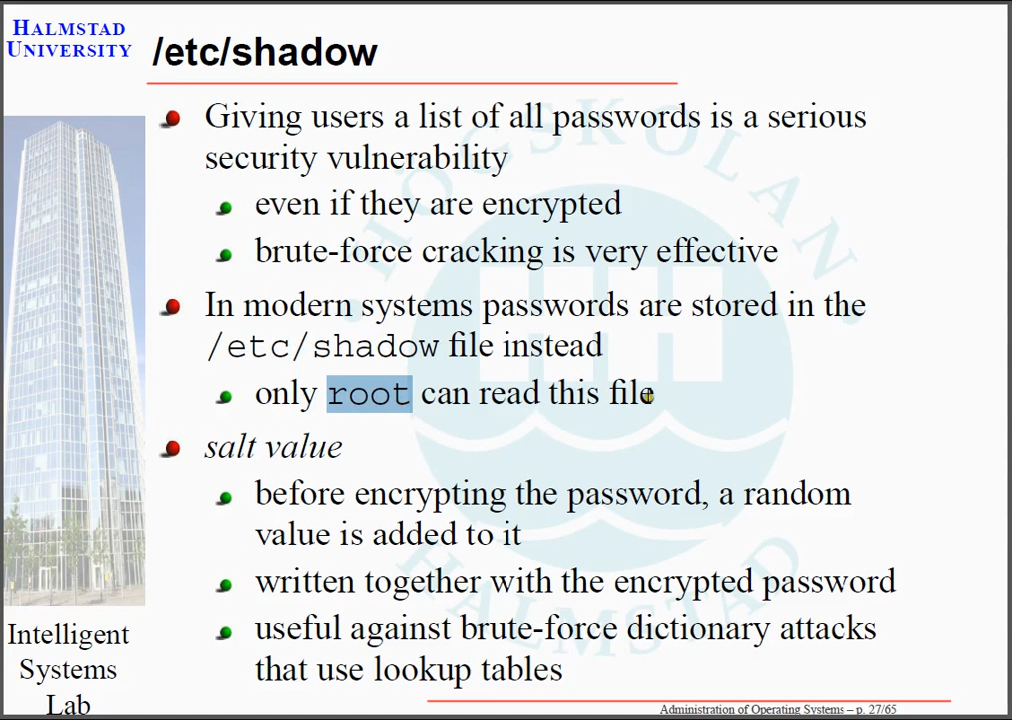 HALMSTAD
UNIVERSITY
/etc/shadow
Giving users a list of all passwords is a serious
security vulnerability
even if they are encrypted
brute-force cracking is very effective
In modern systems passwords are stored in the
/etc/shadow file instead
only root can read this file
salt value
before encrypting the password, a random
value is added to it
written together with the encrypted password
useful against brute-force dictionary attacks
that use lookup tables
Intelligent
Systems
Lab
Administration of Operating Systems – p. 27/65
HÖGSKOLAN
HALMSTAD